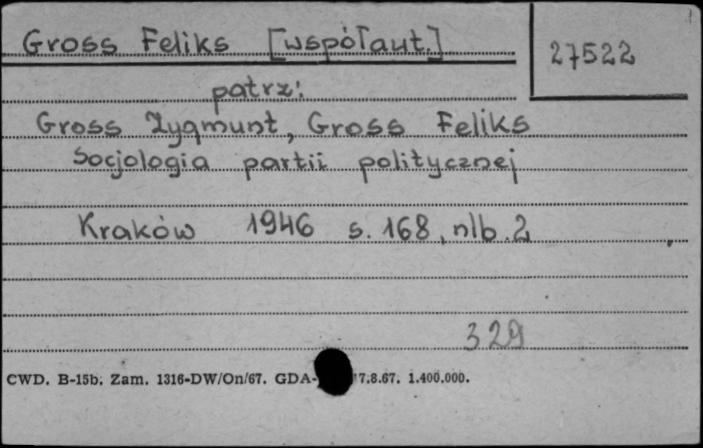 Gross Feliks [współaut.]
27522
patrz:
Gross Zygmunt, Gross Feliks
Socjologia partii politycznej
Kraków 1946 s. 168, nlb. 2
329
CWD. B-15b. Zam. 1316-DW/On/67. GDA- 7.8.67. 1.400.000.